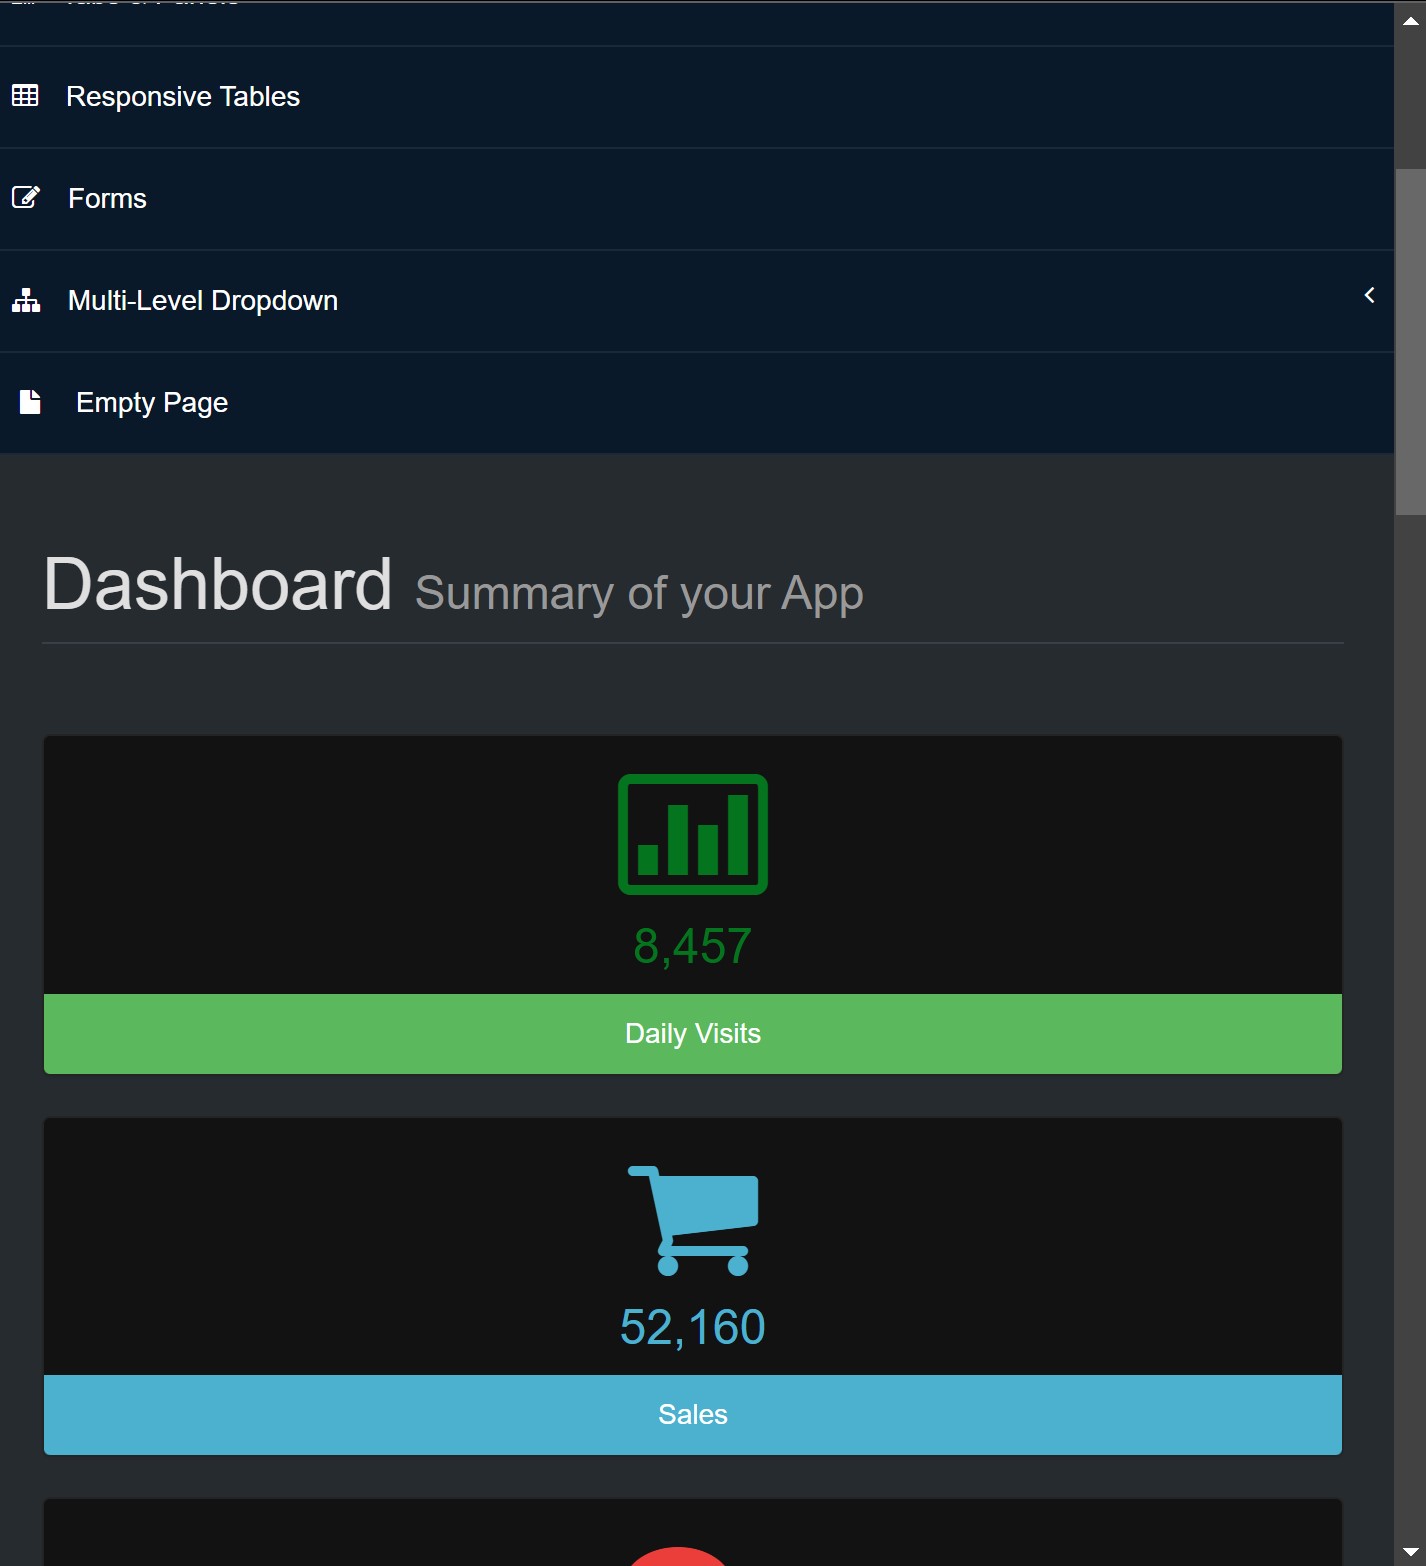 Responsive Tables
Forms
Multi-Level Dropdown
Empty Page
Dashboard Summary of your App
8,457
Daily Visits
52,160
Sales